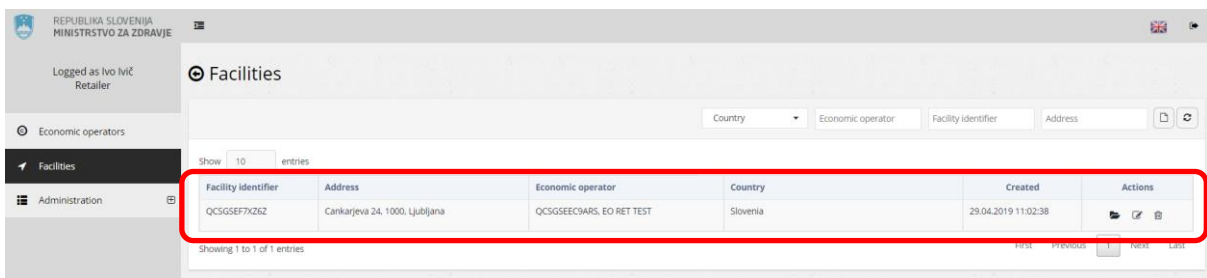 REPUBLIKA SLOVENIJA
MINISTRSTVO ZA ZDRAVJE
Logged as Ivo Ivič
Retailer
Facilities
Economic operators
Facilities
Administration
Country Economic operator Facility identifier Address
Show 10 entries
Facility identifier Address Economic operator Country Created Actions
QCSGSEF7XZ6Z Cankarjeva 24, 1000, Ljubljana QCSGSEEC9ARS, EO RET TEST Slovenia 29.04.2019 11:02:38
Showing 1 to 1 of 1 entries First Previous 1 Next Last